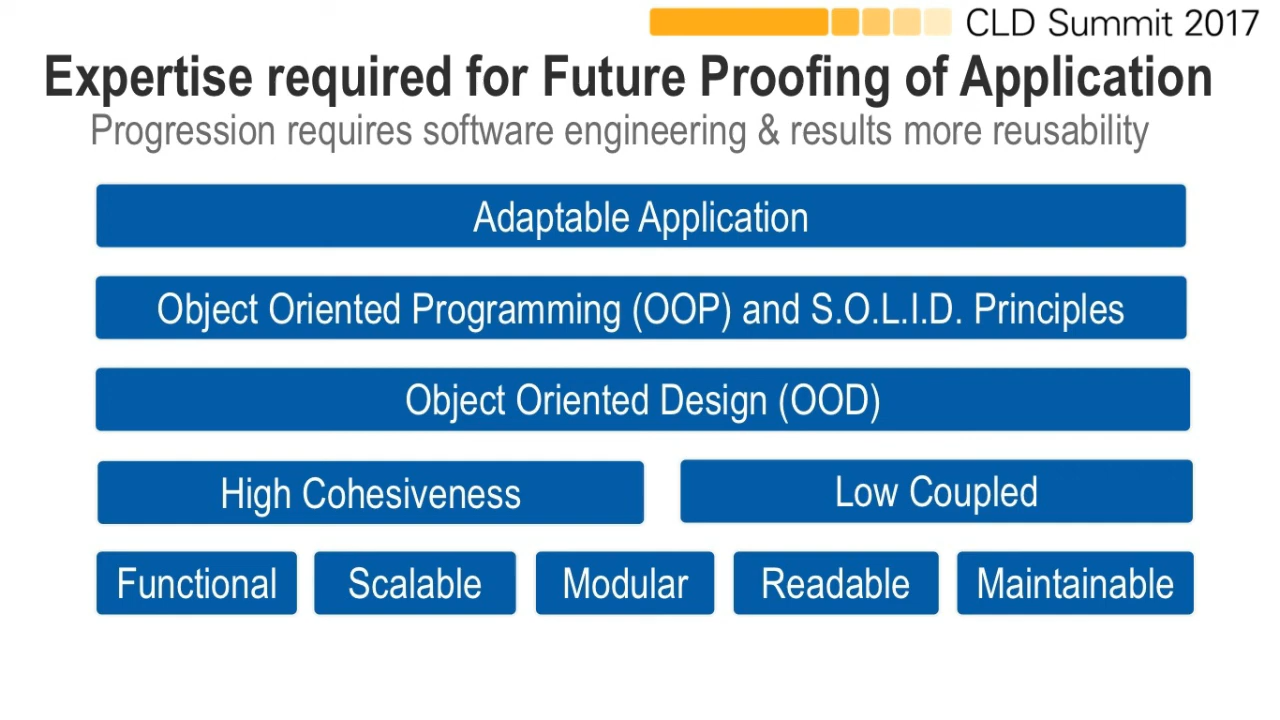 CLD Summit 2017
Expertise required for Future Proofing of Application
Progression requires software engineering & results more reusability
Adaptable Application
Object Oriented Programming (OOP) and S.O.L.I.D. Principles
Object Oriented Design (OOD)
High Cohesiveness
Low Coupled
Functional
Scalable
Modular
Readable
Maintainable